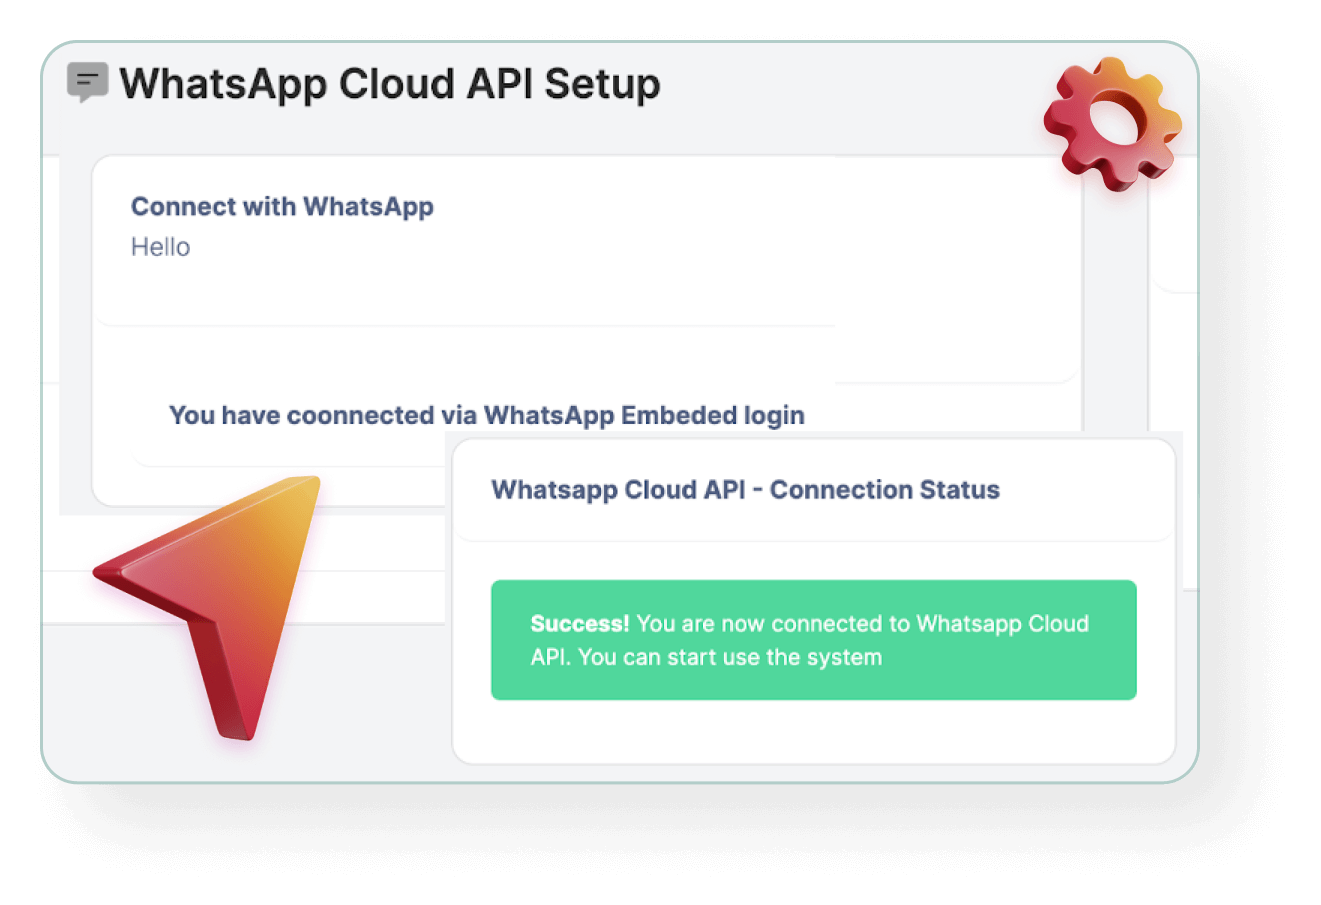 WhatsApp Cloud API Setup
Connect with WhatsApp
Hello
You have coonnected via WhatsApp Embeded login
Whatsapp Cloud API - Connection Status
Success! You are now connected to Whatsapp Cloud
API. You can start use the system